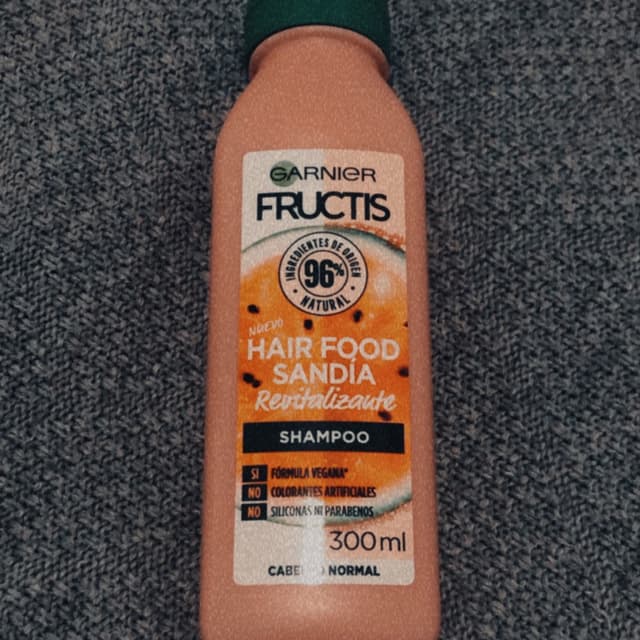 GARNIER
FRUCTIS
INGREDIENTES DE ORIGEN
96%
NATURAL
NUEVO
HAIR FOOD
SANDÍA
Revitalizante
SHAMPOO
SI FÓRMULA VEGANA*
NO COLORANTES ARTIFICIALES
NO SILICONAS NI PARABENOS
300ml
NORMAL